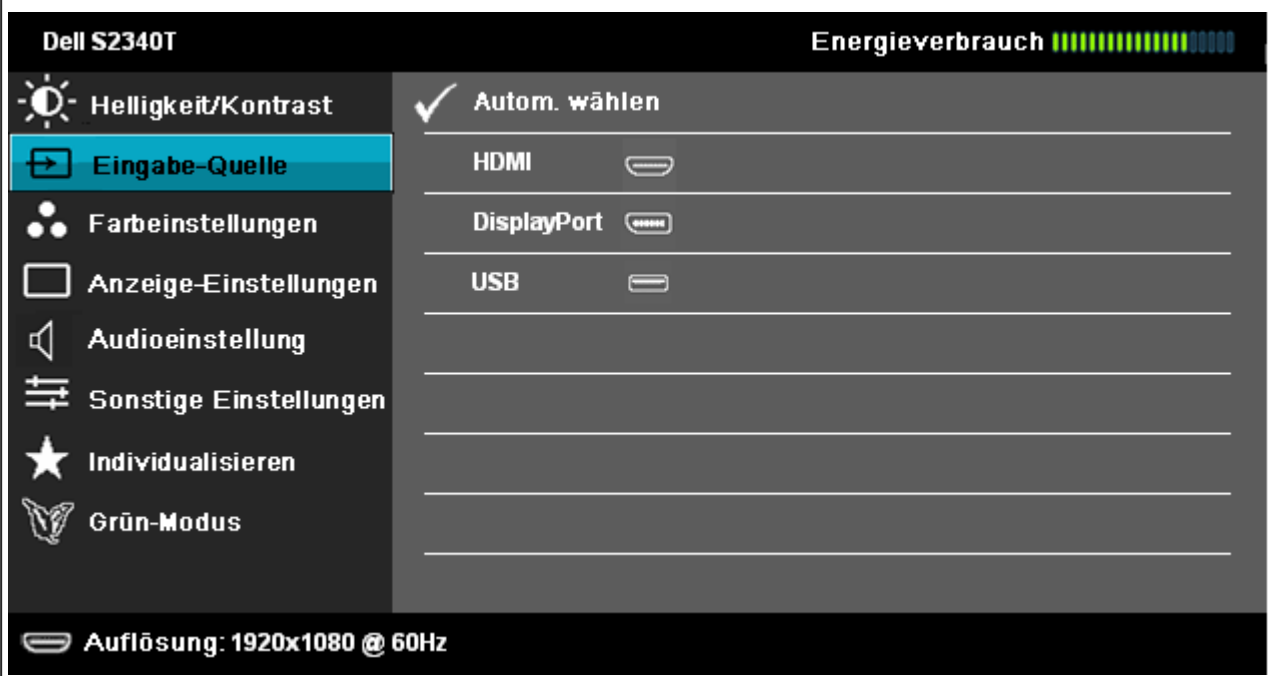 Dell S2340T
Energieverbrauch
Helligkeit/Kontrast
Autom. wählen
Eingabe-Quelle
HDMI
Farbeinstellungen
DisplayPort
Anzeige-Einstellungen
USB
Audioeinstellung
Sonstige Einstellungen
Individualisieren
Grün-Modus
Auflösung: 1920x1080 @ 60Hz